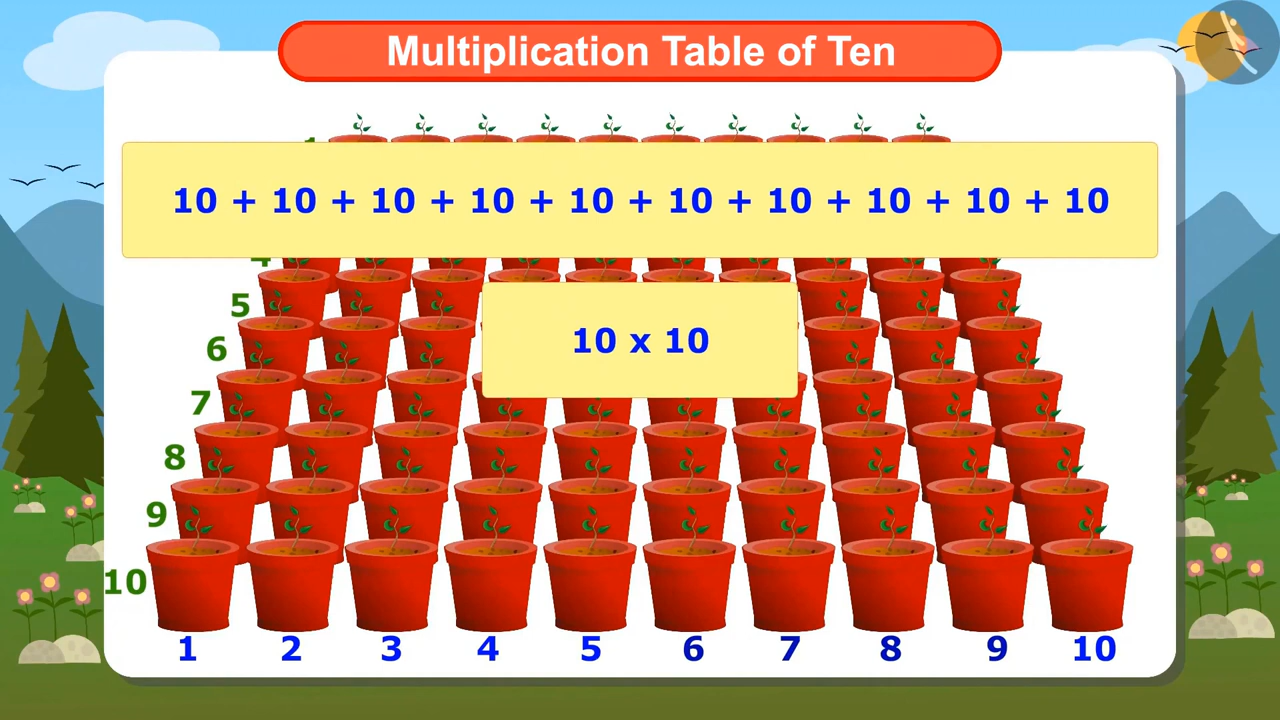 Multiplication Table of Ten
10 + 10 + 10 + 10 + 10 + 10 + 10 + 10 + 10 + 10
5
10 x 10
6
7
8
9
10
1 2 3 4 5 6 7 8 9 10